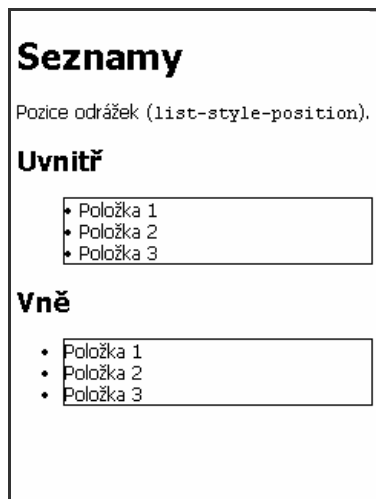 Seznamy
Pozice odrážek (list-style-position).
Uvnitř
• Položka 1
• Položka 2
• Položka 3
Vně
• Položka 1
• Položka 2
• Položka 3